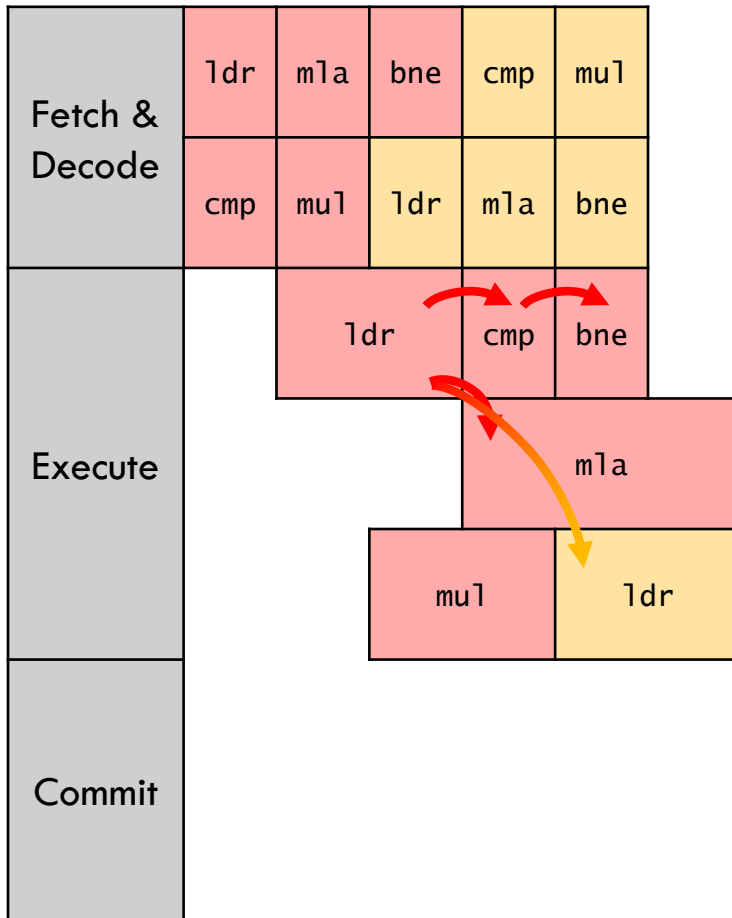 ldr mla bne cmp mul
Fetch &
Decode
cmp mul ldr mla bne
ldr cmp bne
Execute
mla
mul ldr
Commit